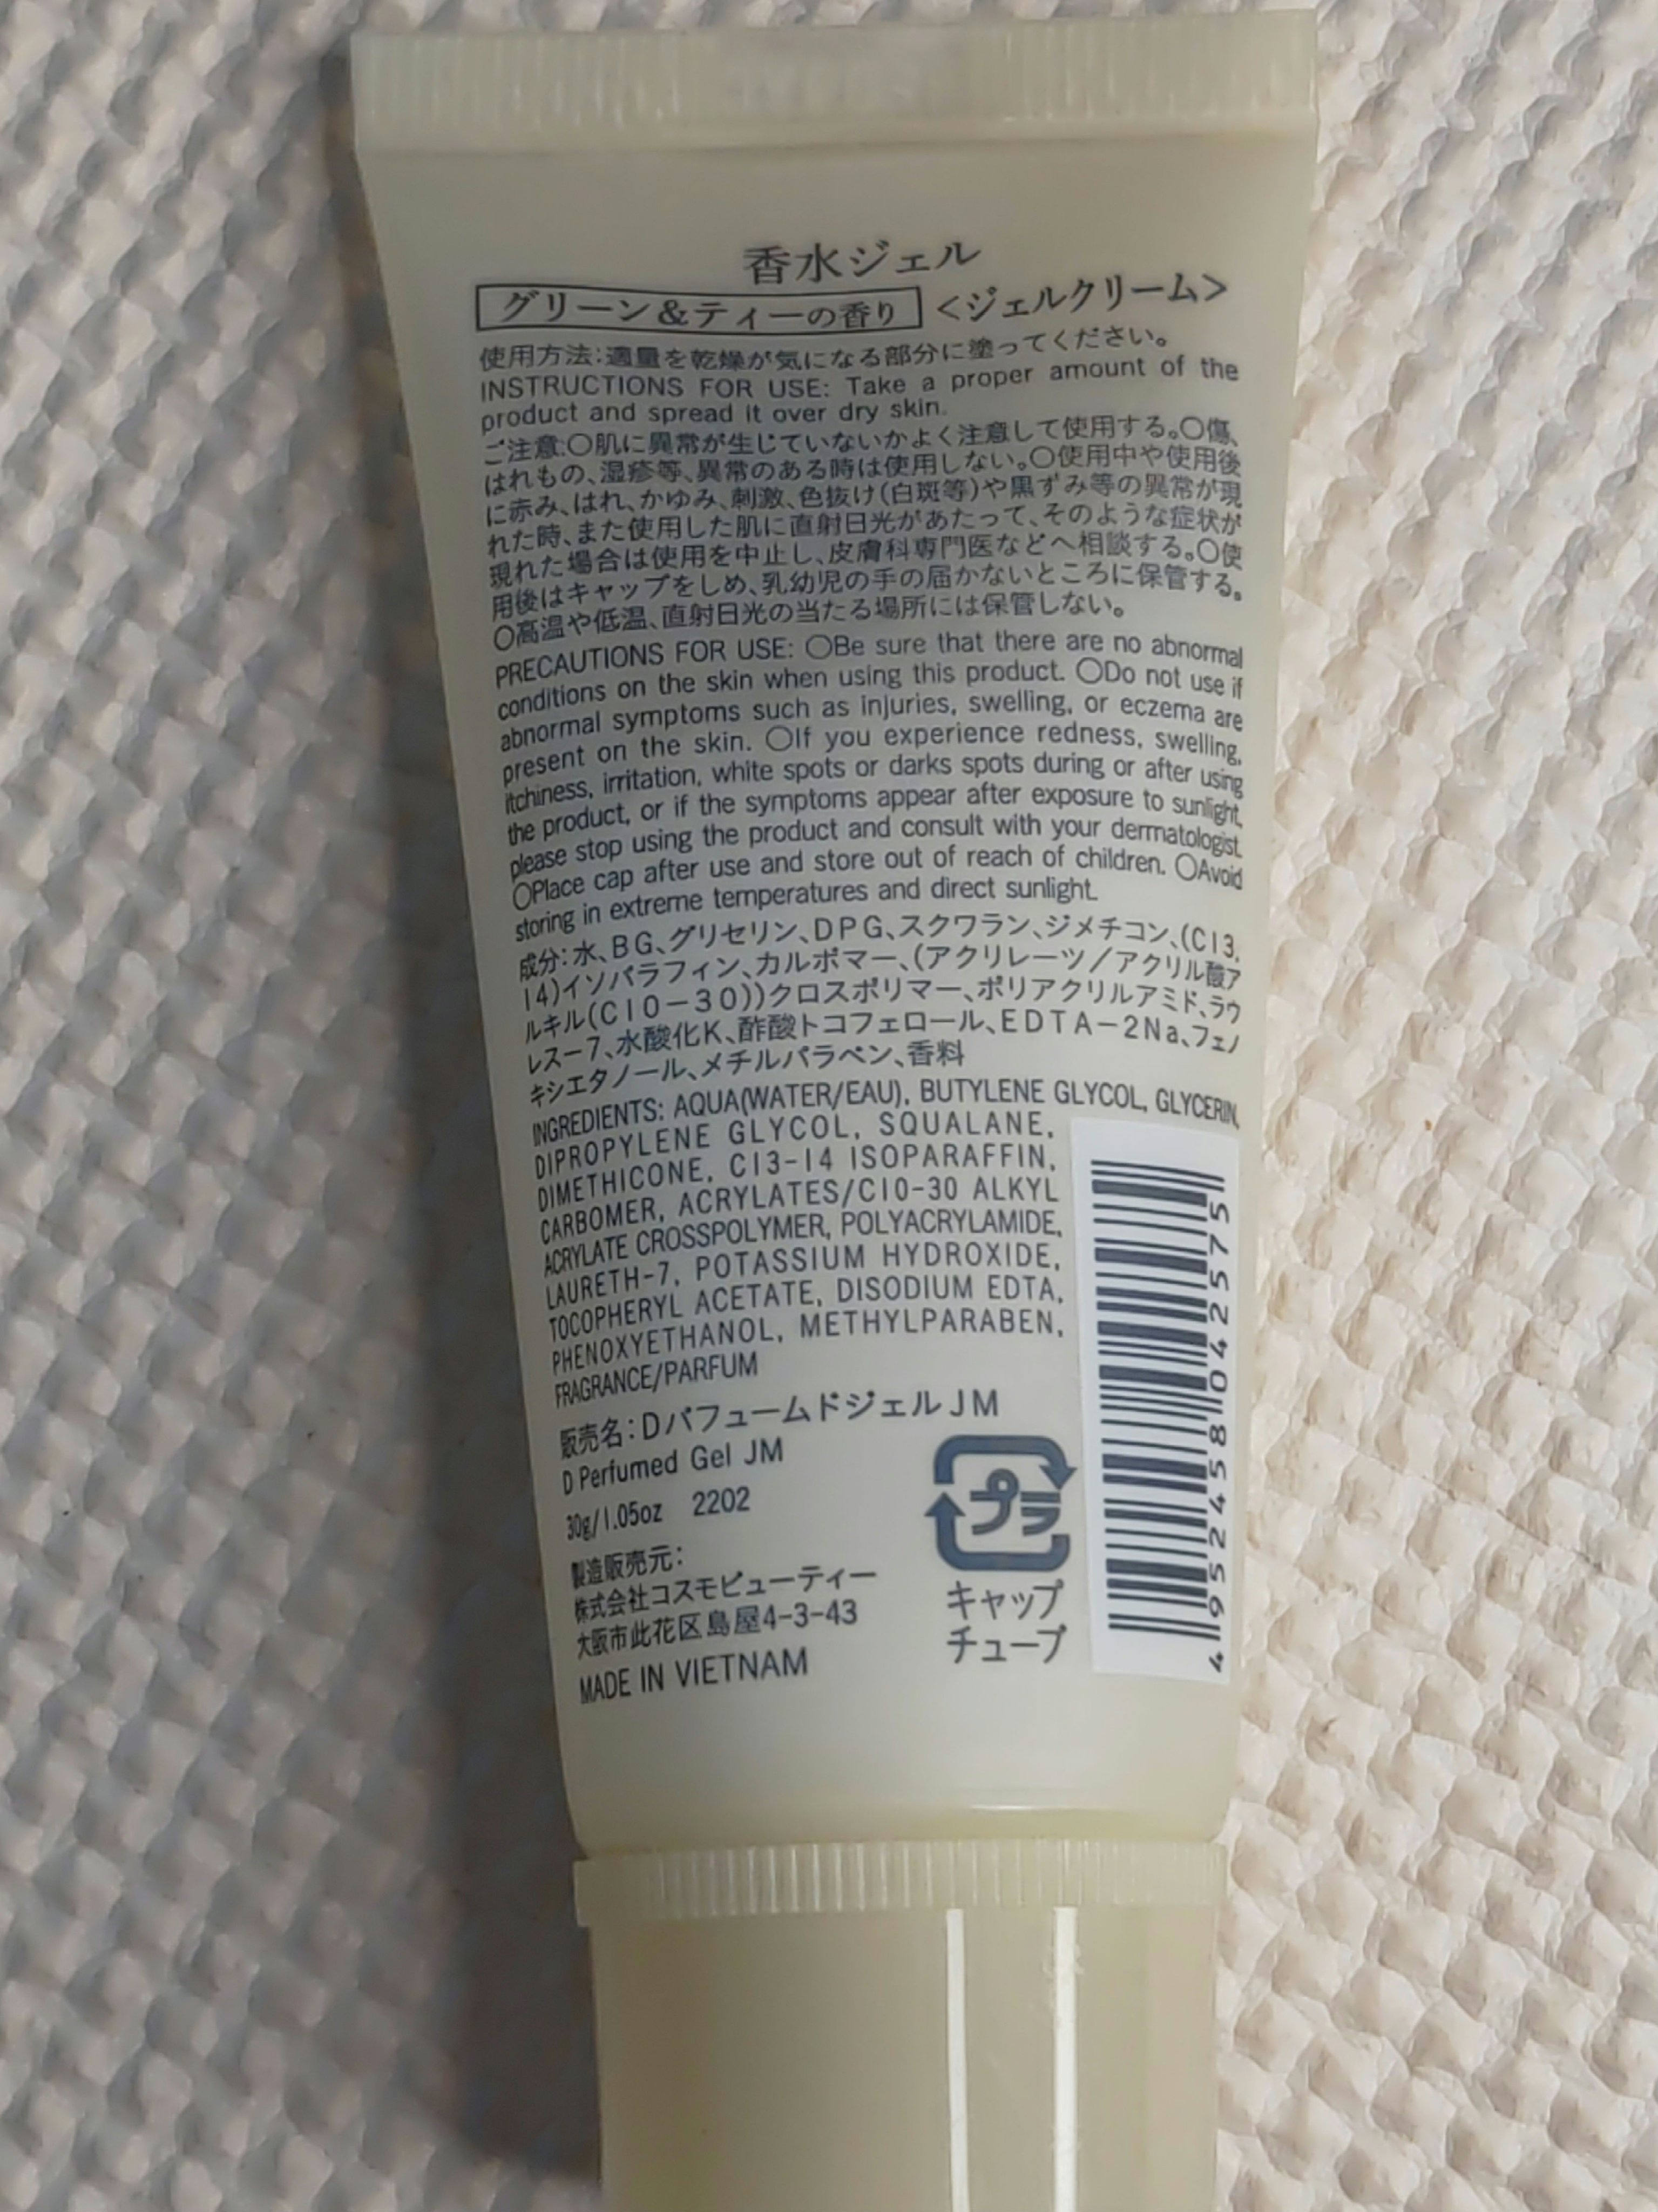 香水ジェル
グリーン&ティーの香り <ジェルクリーム>
使用方法:適量を乾燥が気になる部分に塗ってください。
INSTRUCTIONS FOR USE: Take a proper amount of the
product and spread it over dry skin.
ご注意:○肌に異常が生じていないかよく注意して使用する。○傷、
はれもの、湿疹等、異常のある時は使用しない。○使用中や使用後
に赤み、はれ、かゆみ、刺激、色抜け(白斑等)や黒ずみ等の異常が現
れた時、また使用した肌に直射日光があたって、そのような症状が
現れた場合は使用を中止し、皮膚科専門医などへ相談する。○使
用後はキャップをしめ、乳幼児の手の届かないところに保管する。
○高温や低温、直射日光の当たる場所には保管しない。
PRECAUTIONS FOR USE: ○Be sure that there are no abnormal
conditions on the skin when using this product. ○Do not use if
abnormal symptoms such as injuries, swelling, or eczema are
present on the skin. ○If you experience redness, swelling,
itchiness, irritation, white spots or darks spots during or after using
the product, or if the symptoms appear after exposure to sunlight,
please stop using the product and consult with your dermatologist.
○Place cap after use and store out of reach of children. ○Avoid
storing in extreme temperatures and direct sunlight.
成分:水、BG、グリセリン、DPG、スクワラン、ジメチコン、(C13,
14)イソパラフィン、カルボマー、(アクリレーツ/アクリル酸ア
ルキル(C10-30))クロスポリマー、ポリアクリルアミド、ラウ
レス-7、水酸化K、酢酸トコフェロール、EDTA-2Na、フェノ
キシエタノール、メチルパラベン、香料
INGREDIENTS: AQUA(WATER/EAU), BUTYLENE GLYCOL, GLYCERIN,
DIPROPYLENE GLYCOL, SQUALANE,
DIMETHICONE, C13-14 ISOPARAFFIN,
CARBOMER, ACRYLATES/C10-30 ALKYL
ACRYLATE CROSSPOLYMER, POLYACRYLAMIDE,
LAURETH-7, POTASSIUM HYDROXIDE,
TOCOPHERYL ACETATE, DISODIUM EDTA,
PHENOXYETHANOL, METHYLPARABEN,
FRAGRANCE/PARFUM
販売名:DパフュームドジェルJM
D Perfumed Gel JM
30g/1.05oz 2202
製造販売元:
株式会社コスモビューティー
大阪市此花区島屋4-3-43
MADE IN VIETNAM
プラ
キャップ
チューブ
4952458042575